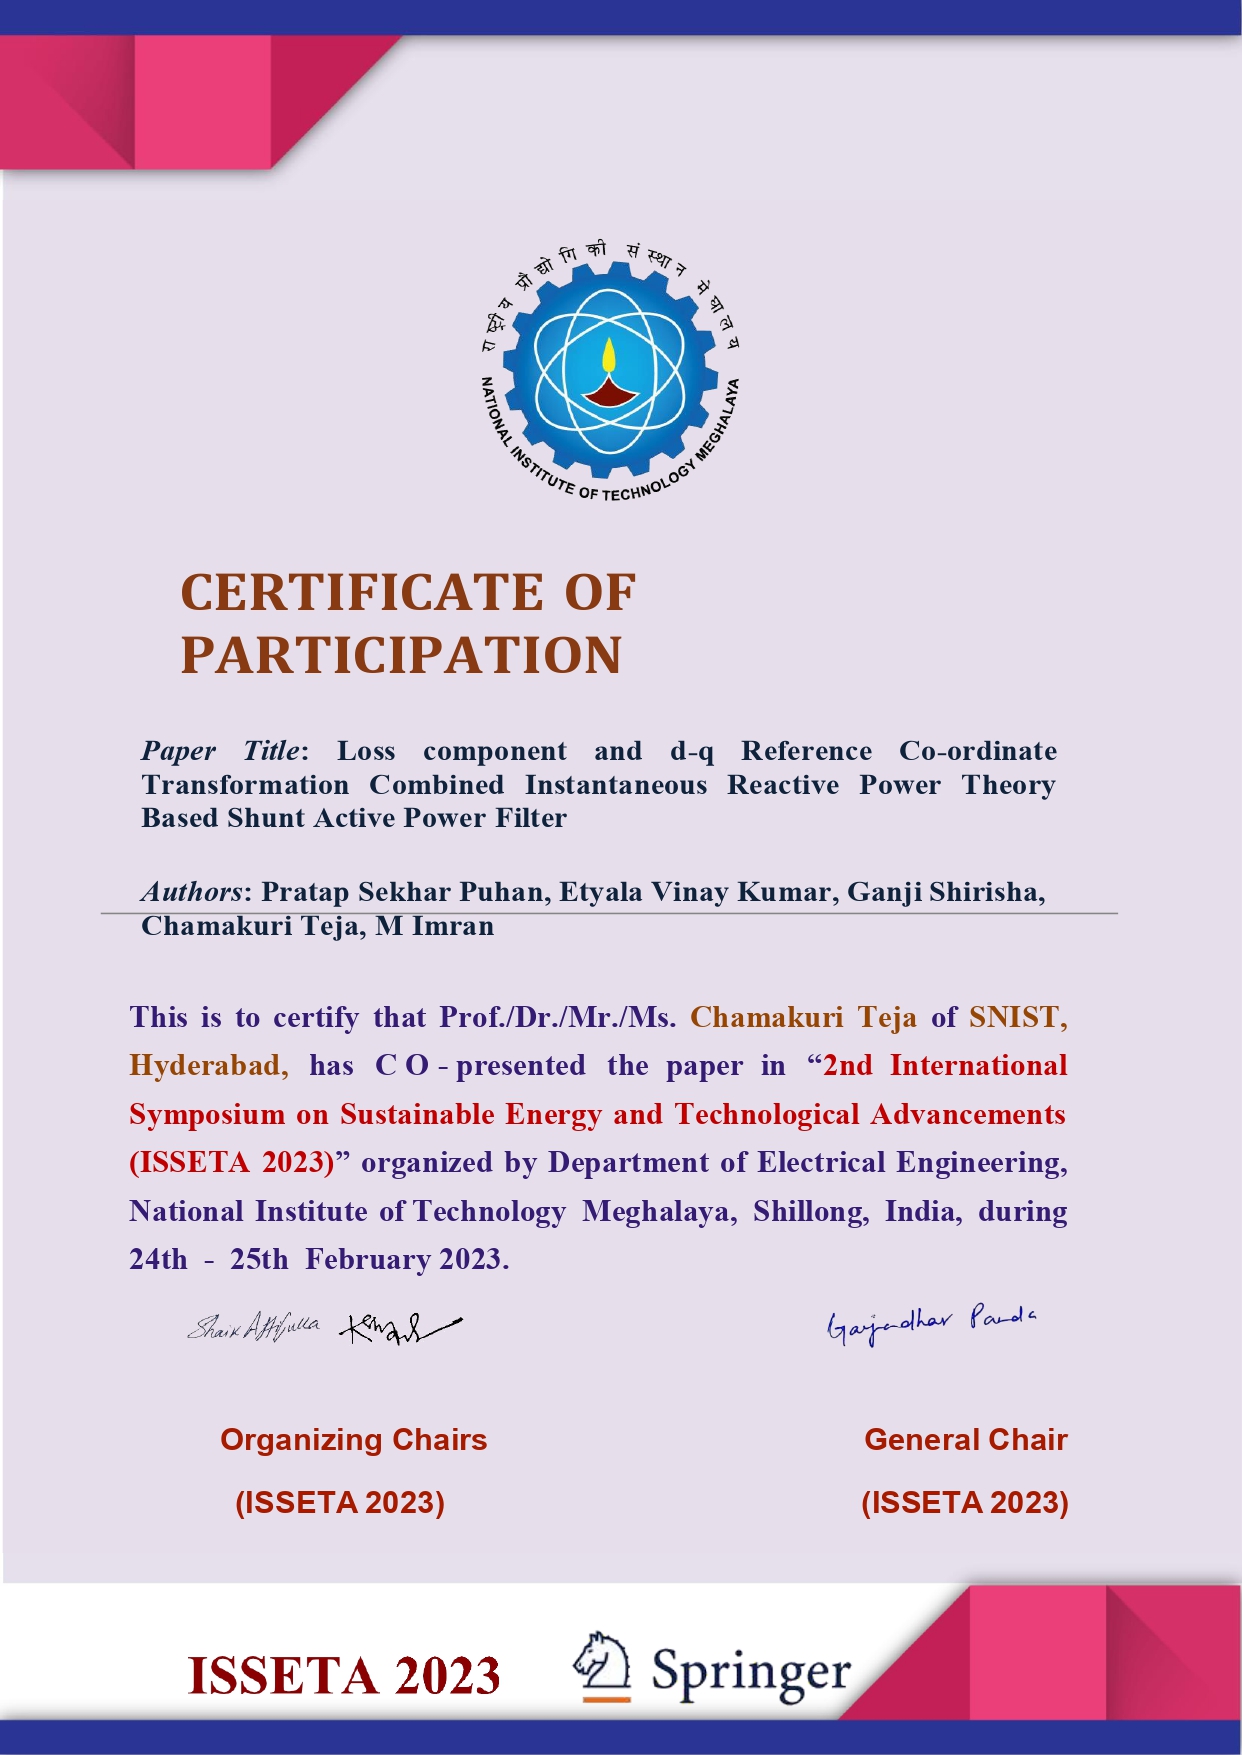 राष्ट्रीय प्रौद्योगिकी संस्थान मेघालय
NATIONAL INSTITUTE OF TECHNOLOGY MEGHALAYA
CERTIFICATE OF
PARTICIPATION
Paper Title: Loss component and d-q Reference Co-ordinate
Transformation Combined Instantaneous Reactive Power Theory
Based Shunt Active Power Filter
Authors: Pratap Sekhar Puhan, Etyala Vinay Kumar, Ganji Shirisha,
Chamakuri Teja, M Imran
This is to certify that Prof./Dr./Mr./Ms. Chamakuri Teja of SNIST,
Hyderabad, has C O - presented the paper in “2nd International
Symposium on Sustainable Energy and Technological Advancements
(ISSETA 2023)” organized by Department of Electrical Engineering,
National Institute of Technology Meghalaya, Shillong, India, during
24th - 25th February 2023.
Shaik Affijulla Gayadhar Panda
Organizing Chairs General Chair
(ISSETA 2023) (ISSETA 2023)
ISSETA 2023 Springer